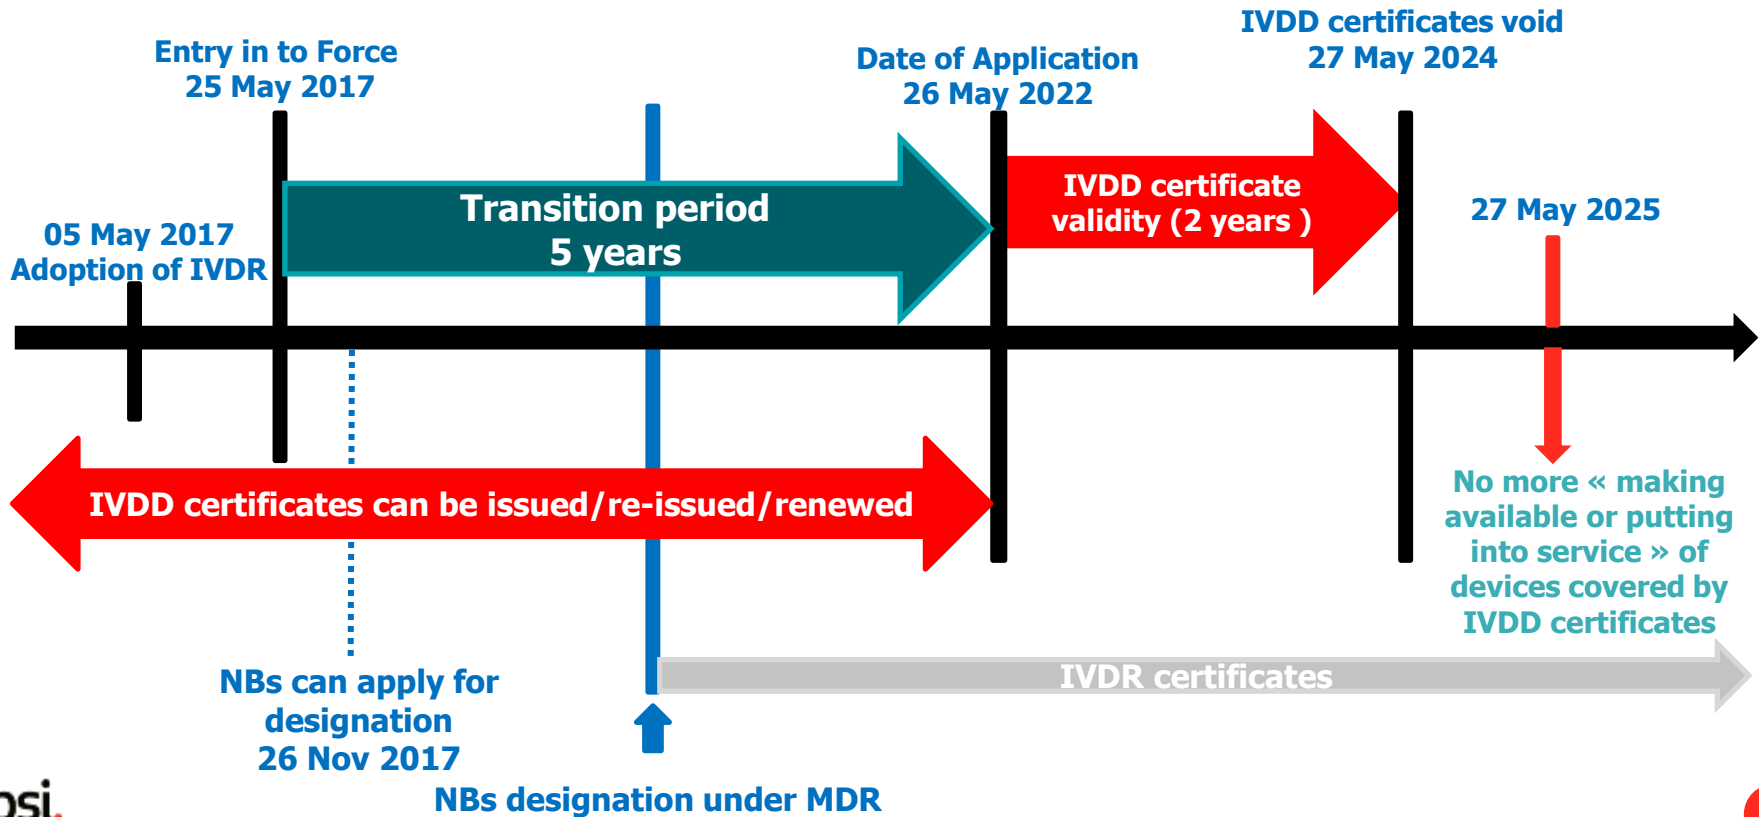 IVDD certificates void
27 May 2024
Entry in to Force
25 May 2017
Date of Application
26 May 2022
Transition period
5 years
IVDD certificate
validity (2 years )
27 May 2025
05 May 2017
Adoption of IVDR
IVDD certificates can be issued/re-issued/renewed
No more « making
available or putting
into service » of
devices covered by
IVDD certificates
IVDR certificates
NBs can apply for
designation
26 Nov 2017
NBs designation under MDR